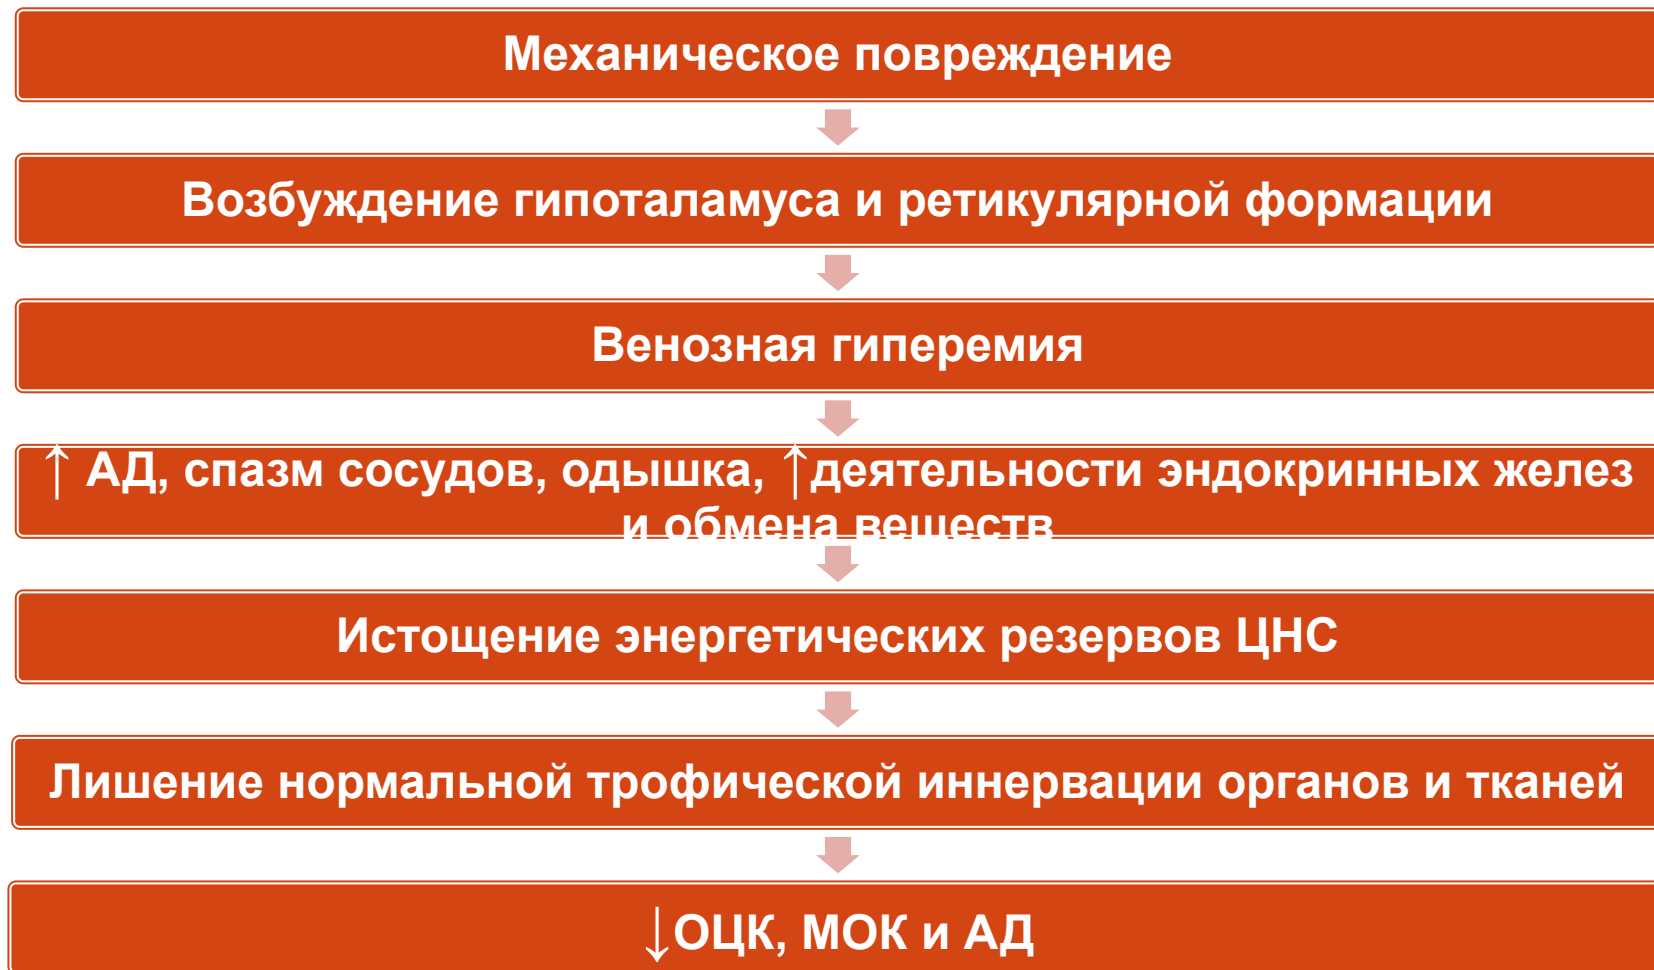 Механическое повреждение
Возбуждение гипоталамуса и ретикулярной формации
Венозная гиперемия
↑ АД, спазм сосудов, одышка, ↑деятельности эндокринных желез
и обмена веществ
Истощение энергетических резервов ЦНС
Лишение нормальной трофической иннервации органов и тканей
↓ОЦК, МОК и АД